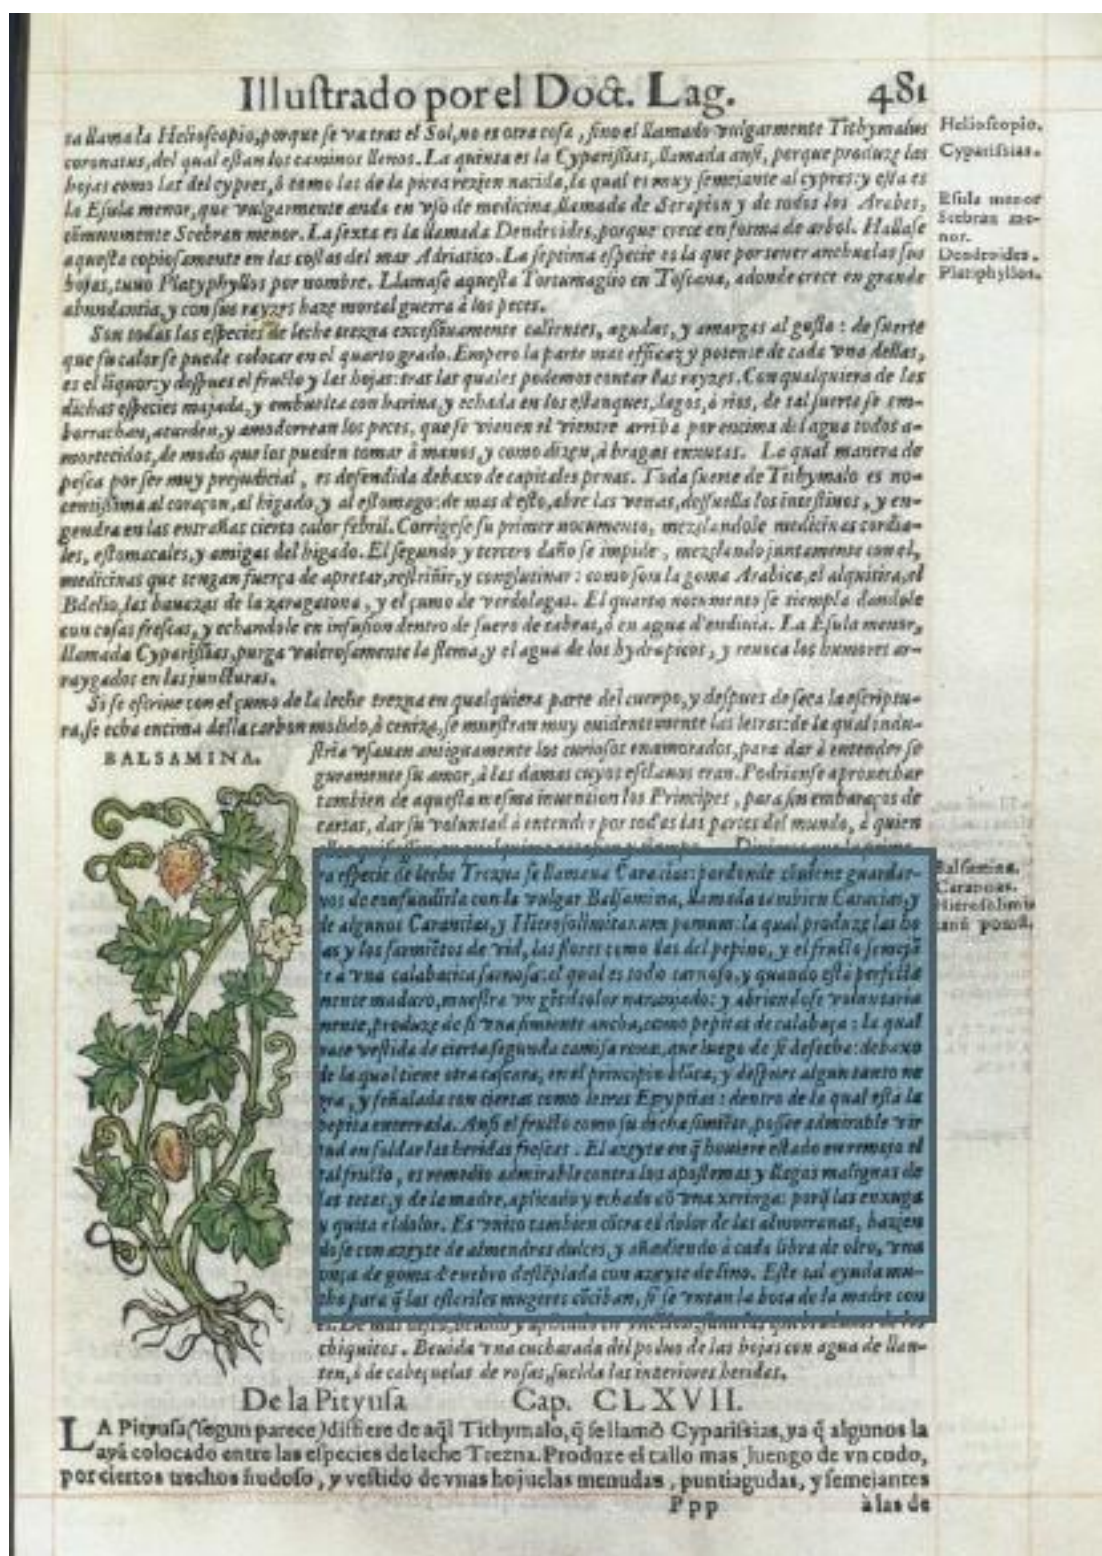 Illustrado por el Doct. Lag. 481
ta llama la Helioscopio, porque se va tras el Sol, no es otra cosa, sino el llamado vulgarmente Tithymalus
Helioscopio.
coronatus, del qual estan los caminos llenos. La quinta es la Cyparissias, llamada ansi, porque produze las
Cyparissias.
hojas como las del cypres, ò como las de la picea rezien nacida, la qual es muy semejante al cypres: y esta es
la Esula menor, que vulgarmente anda en uso de medicina, llamada de Serapion y de todos los Arabes,
Esula menor
cõmunmente Scebran menor. La sexta es la llamada Dendroides, porque crece en forma de arbol. Hallase
Scebran menor.
aquesta copiosamente en las costas del mar Adriatico. La septima especie es la que por tener anchuelas sus
Dendroides.
hojas, tuuo Platyphyllos por nombre. Llamase aquesta Tortumaglio en Toscana, adonde crece en grande
Platiphyllos.
abundantia, y con sus rayzes haze mortal guerra à los peces.
Son todas las especies de leche trezna excessiuamente calientes, agudas, y amargas al gusto: de suerte
que su calor se puede colocar en el quarto grado. Empero la parte mas efficaz y potente de cada vna dellas,
es el liquor: y despues el fructo y las hojas: tras las quales podemos contar las rayzes. Con qualquiera de las
dichas especies majada, y embuelta con harina, y echada en los estanques, lagos, ò rios, de tal suerte se em-
borrachan, aturden, y amodorrean los peces, que se vienen el vientre arriba por encima del agua todos a-
mortecidos, de modo que los pueden tomar à manos, y como dizen, à bragas enxutas. La qual manera de
pesca por ser muy prejudicial, es defendida debaxo de capitales penas. Toda suerte de Tithymalo es no-
centissima al coraçon, al higado, y al estomago: de mas d'esto, abre las venas, dessuella los intestinos, y en-
gendra en las entrañas cierto calor febril. Corrigese su primer nocumento, mezclandole medicinas cordia-
les, estomacales, y amigas del higado. El segundo y tercero daño se impide, mezclando juntamente con el,
medicinas que tengan fuerça de apretar, restriñir, y conglutinar: como son la goma Arabica, el alquitira, el
Bdelio, las bauazas de la zaragatona, y el çumo de verdolagas. El quarto nocumento se tiempla dandole
con cosas frescas, y echandole en infusion dentro de suero de cabras, ò en agua d'endiuia. La Esula menor,
llamada Cyparissias, purga valerosamente la flema, y el agua de los hydropicos, y reuoca los humores ar-
raygados en las juncturas.
Si se escriue con el çumo de la leche trezna en qualquiera parte del cuerpo, y despues de seca la escriptu-
ra, se echa encima della carbon molido, ò ceniza, se muestran muy euidentemente las letras: de la qual indu-
BALSAMINA.
stria vsauan antiguamente los curiosos enamorados, para dar à entender se
guramente su amor, à las damas cuyos esclauos eran. Podrianse aprouechar
tambien de aquesta mesma inuention los Principes, para sin embaraços de
cartas, dar su voluntad à entender por todas las partes del mundo, à quien
ra especie de leche Trezna se llamaua Caracias: por donde cõuiene guardar-
Balsamina.
vos de confundirla con la vulgar Balsamina, llamada tambien Caracias, y
Caranças.
de algunos Carantias, y Hierosolimitanum pomum: la qual produze las ho
Hierosolimitanũ pomũ.
as y los sarmiẽtos de vid, las flores como las del pepino, y el fructo semejã
te à vna calabacica sarnosa: el qual es todo carnoso, y quando està perfecta
mente maduro, muestra vn gẽtil color naranjado: y abriendose voluntaria
mente, produze de si vna simiente ancha, como pepitas de calabaça: la qual
nace vestida de cierta segunda camisa roxa, que luego de si desecha: debaxo
de la qual tiene otra cascara, en el principio blãca, y despues algun tanto ne
gra, y señalada con ciertas como letras Egyptias: dentro de la qual està la
pepita encerrada. Ansi el fructo como su dicha simiẽte, possee admirable vir
tud en soldar las heridas frescas. El azeyte en q̃ houiere estado en remojo el
tal fructo, es remedio admirable contra los apostemas y llagas malignas de
las tetas, y de la madre, aplicado y echado cõ vna xeringa: porq̃ las enxuga
y quita el dolor. Es vnico tambien cõtra el dolor de las almorranas, hazien
dose con azeyte de almendras dulces, y añadiendo à cada libra de otro, vna
onça de goma d'enebro destẽplada con azeyte de lino. Este tal ayuda mu-
cho para q̃ las esteriles mugeres cõciban, si se vntan la boca de la madre con
chiquitos. Beuida vna cucharada del poluo de las hojas con agua de llan-
ten, ò de cabeçuelas de rosas, suelda las interiores heridas.
De la Pityusa Cap. CLXVII.
LA Pityusa (segun parece) differe de aq̃l Tithymalo, q̃ se llamò Cyparissias, ya q̃ algunos la
ayã colocado entre las especies de leche Trezna. Produze el tallo mas luengo de vn codo,
por ciertos trechos ñudoso, y vestido de vnas hojuelas menudas, puntiagudas, y semejantes
Ppp à las de